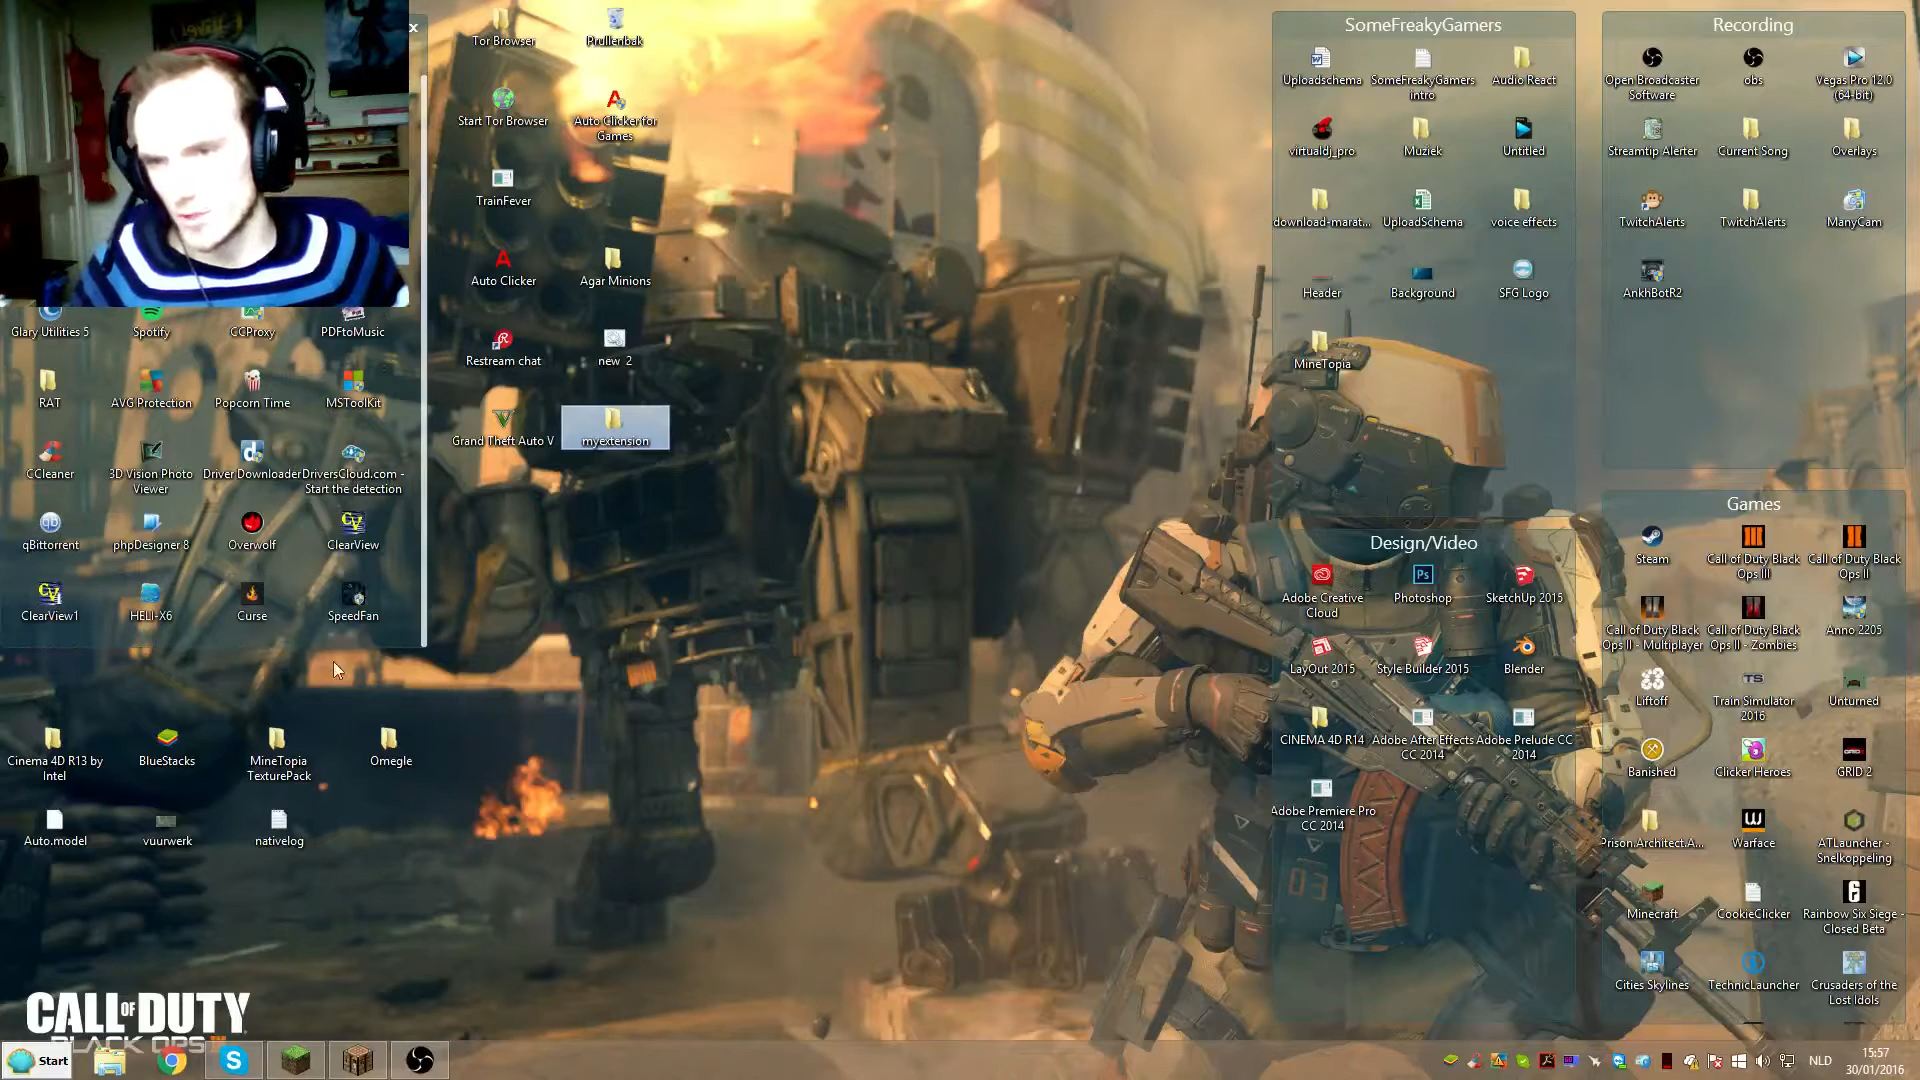 x
Tor Browser
Prullenbak
Start Tor Browser
Auto Clicker for
Games
TrainFever
Auto Clicker
Agar Minions
Restream chat
new 2
Grand Theft Auto V
myextension
Glary Utilities 5
Spotify
CCProxy
PDFtoMusic
RAT
AVG Protection
Popcorn Time
MSToolKit
CCleaner
3D Vision Photo
Viewer
Driver Downloader
DriversCloud.com -
Start the detection
qBittorrent
phpDesigner 8
Overwolf
ClearView
ClearView1
HELI-X6
Curse
SpeedFan
Cinema 4D R13 by
Intel
BlueStacks
MineTopia
TexturePack
Omegle
Auto.model
vuurwerk
nativelog
SomeFreakyGamers
Uploadschema
SomeFreakyGamers
intro
Audio React
virtualdj_pro
Muziek
Untitled
download-marat...
UploadSchema
voice effects
Header
Background
SFG Logo
MineTopia
Recording
Open Broadcaster
Software
obs
Vegas Pro 12.0
(64-bit)
Streamtip Alerter
Current Song
Overlays
TwitchAlerts
TwitchAlerts
ManyCam
AnkhBotR2
Design/Video
Adobe Creative
Cloud
Photoshop
SketchUp 2015
LayOut 2015
Style Builder 2015
Blender
CINEMA 4D R14
Adobe After Effects
CC 2014
Adobe Prelude CC
2014
Adobe Premiere Pro
CC 2014
Games
Steam
Call of Duty Black
Ops III
Call of Duty Black
Ops II
Call of Duty Black
Ops II - Multiplayer
Call of Duty Black
Ops II - Zombies
Anno 2205
Liftoff
Train Simulator
2016
Unturned
Banished
Clicker Heroes
GRID 2
Prison.Architect.A...
Warface
ATLauncher -
Snelkoppeling
Minecraft
CookieClicker
Rainbow Six Siege -
Closed Beta
Cities Skylines
TechnicLauncher
Crusaders of the
Lost Idols
03
CALL OF DUTY
BLACK OPS III
Start
NLD
15:57
30/01/2016